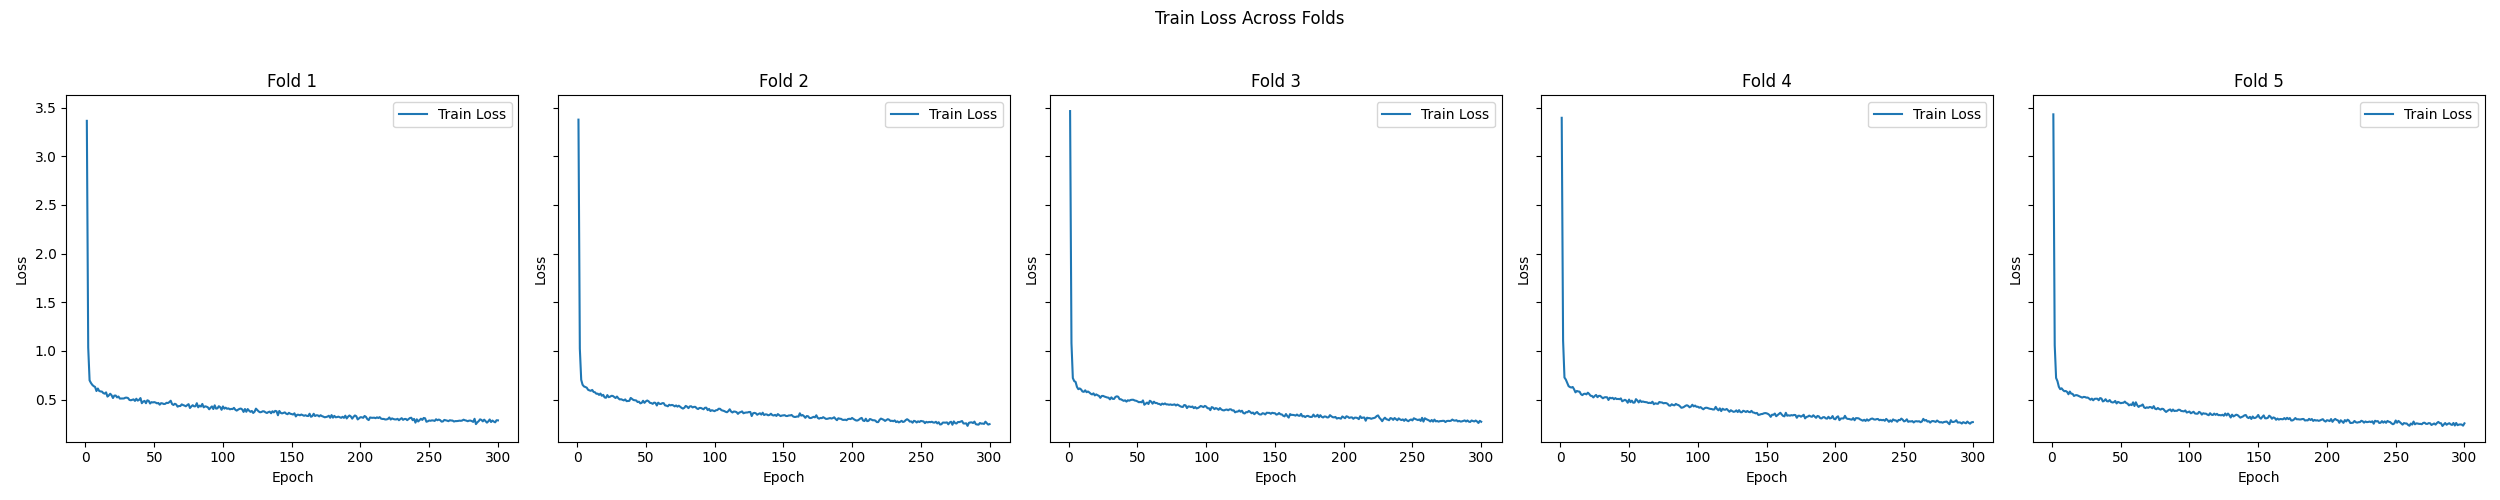 Train Loss Across Folds
Fold 1
Train Loss
3.5
3.0
2.5
2.0
1.5
1.0
0.5
Loss
0 50 100 150 200 250 300
Epoch
Fold 2
Train Loss
Loss
0 50 100 150 200 250 300
Epoch
Fold 3
Train Loss
Loss
0 50 100 150 200 250 300
Epoch
Fold 4
Train Loss
Loss
0 50 100 150 200 250 300
Epoch
Fold 5
Train Loss
Loss
0 50 100 150 200 250 300
Epoch